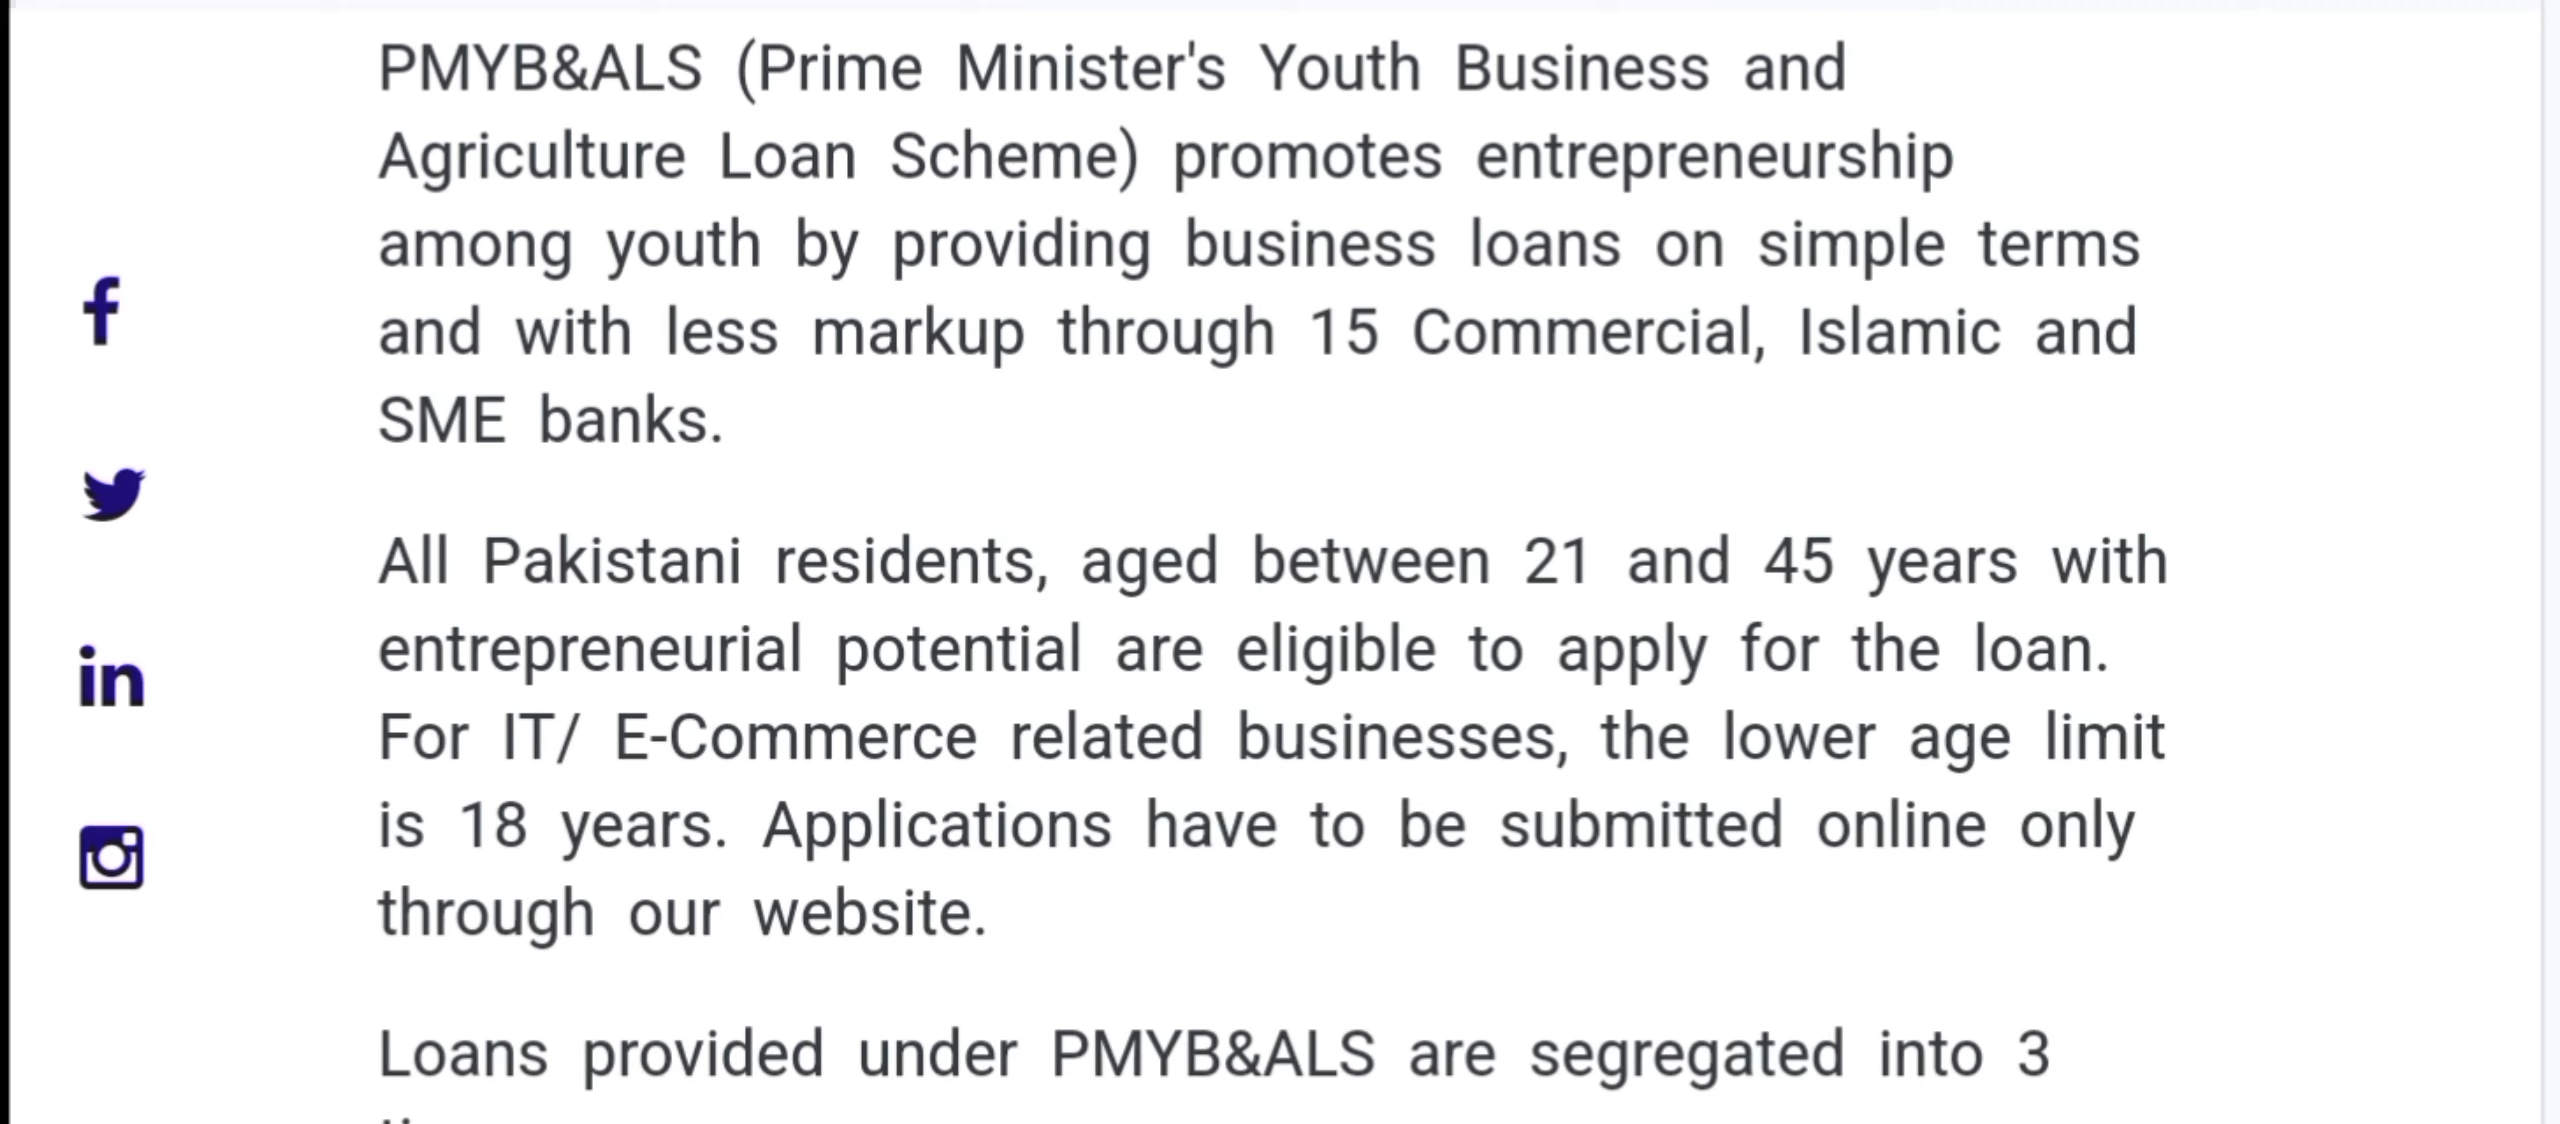 PMYB&ALS (Prime Minister's Youth Business and
Agriculture Loan Scheme) promotes entrepreneurship
among youth by providing business loans on simple terms
and with less markup through 15 Commercial, Islamic and
SME banks.
All Pakistani residents, aged between 21 and 45 years with
entrepreneurial potential are eligible to apply for the loan.
For IT/ E-Commerce related businesses, the lower age limit
is 18 years. Applications have to be submitted online only
through our website.
Loans provided under PMYB&ALS are segregated into 3